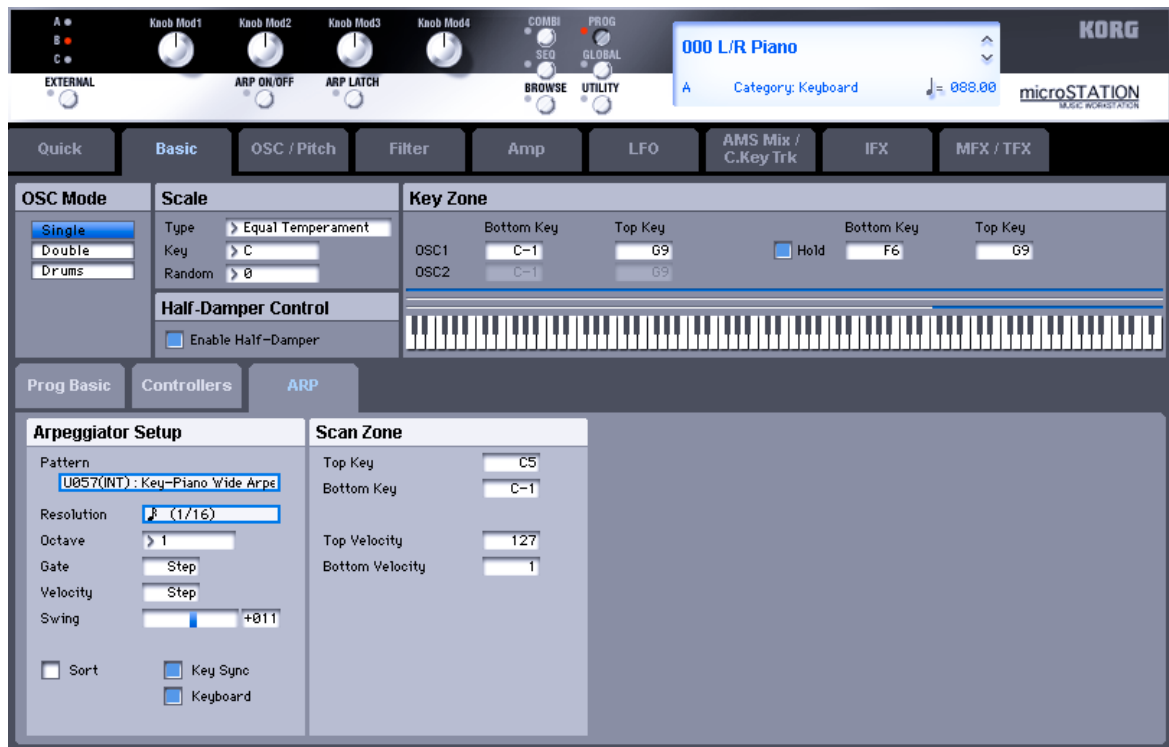 A
B
C
Knob Mod1
Knob Mod2
Knob Mod3
Knob Mod4
EXTERNAL
ARP ON/OFF
ARP LATCH
COMBI
PROG
SEQ
GLOBAL
BROWSE
UTILITY
000 L/R Piano
A Category: Keyboard ♩= 088.00
KORG
microSTATION
MUSIC WORKSTATION
Quick
Basic
OSC / Pitch
Filter
Amp
LFO
AMS Mix /
C.Key Trk
IFX
MFX / TFX
OSC Mode
Single
Double
Drums
Scale
Type > Equal Temperament
Key > C
Random > 0
Half-Damper Control
Enable Half-Damper
Key Zone
Bottom Key Top Key Bottom Key Top Key
OSC1 C-1 G9 Hold F6 G9
OSC2 C-1 G9
Prog Basic
Controllers
ARP
Arpeggiator Setup
Pattern
U057(INT) : Key-Piano Wide Arpe
Resolution (1/16)
Octave > 1
Gate Step
Velocity Step
Swing +011
Sort
Key Sync
Keyboard
Scan Zone
Top Key C5
Bottom Key C-1
Top Velocity 127
Bottom Velocity 1